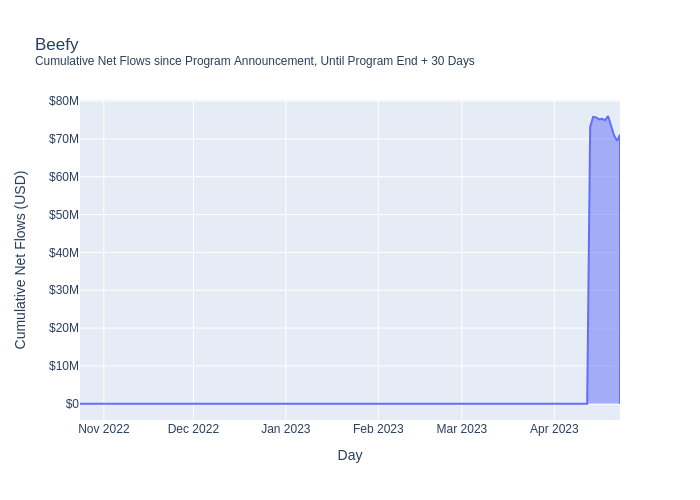 Beefy
Cumulative Net Flows since Program Announcement, Until Program End + 30 Days
Cumulative Net Flows (USD)
$80M
$70M
$60M
$50M
$40M
$30M
$20M
$10M
$0
Nov 2022 Dec 2022 Jan 2023 Feb 2023 Mar 2023 Apr 2023
Day